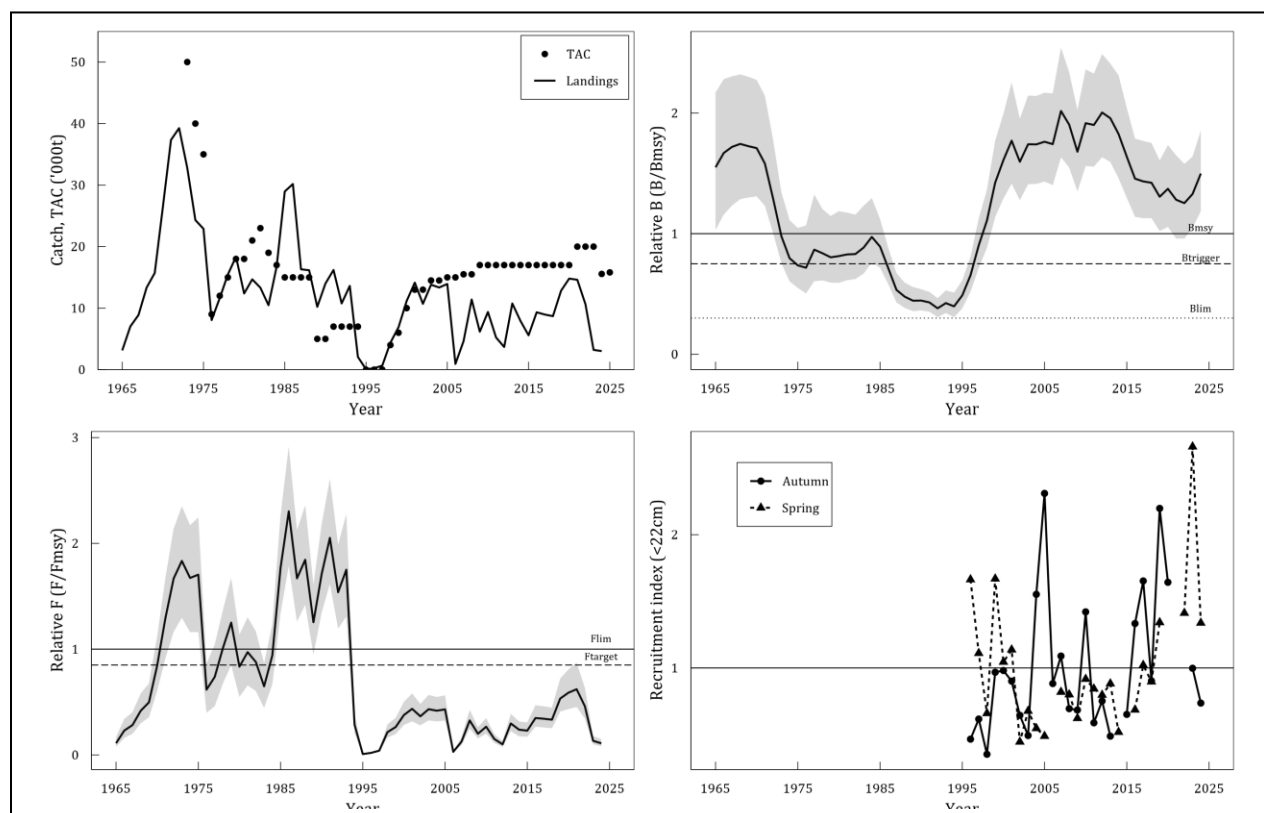 Catch, TAC ('000t)
50
40
30
20
10
0
TAC
Landings
1965 1975 1985 1995 2005 2015 2025
Year
Relative B (B/Bmsy)
2
1
0
Bmsy
Btrigger
Blim
1965 1975 1985 1995 2005 2015 2025
Year
Relative F (F/Fmsy)
3
2
1
0
Flim
Ftarget
1965 1975 1985 1995 2005 2015 2025
Year
Recruitment index (<22cm)
2
1
Autumn
Spring
1965 1975 1985 1995 2005 2015 2025
Year